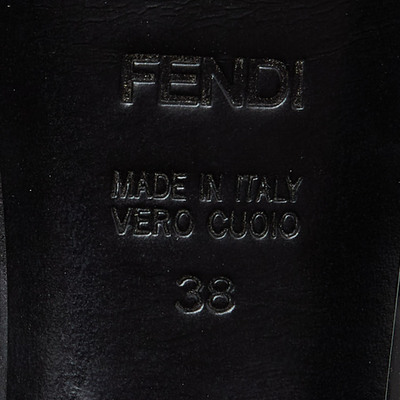 FENDI
MADE IN ITALY
VERO CUOIO
38